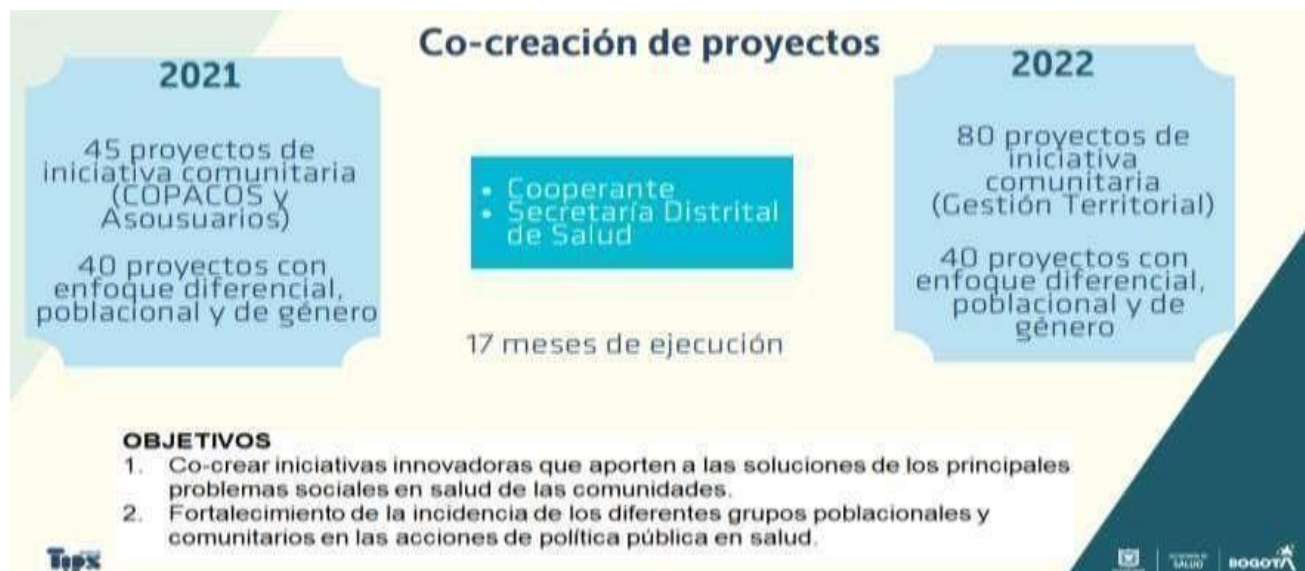 Co-creación de proyectos
2021
45 proyectos de
iniciativa comunitaria
(COPACOS y
Asousuarios)
40 proyectos con
enfoque diferencial,
poblacional y de género
• Cooperante
• Secretaría Distrital
de Salud
17 meses de ejecución
2022
80 proyectos de
iniciativa
comunitaria
(Gestión Territorial)
40 proyectos con
enfoque diferencial,
poblacional y de
género
OBJETIVOS
1. Co-crear iniciativas innovadoras que aporten a las soluciones de los principales
problemas sociales en salud de las comunidades.
2. Fortalecimiento de la incidencia de los diferentes grupos poblacionales y
comunitarios en las acciones de política pública en salud.
SALUD
BOGOTÁ